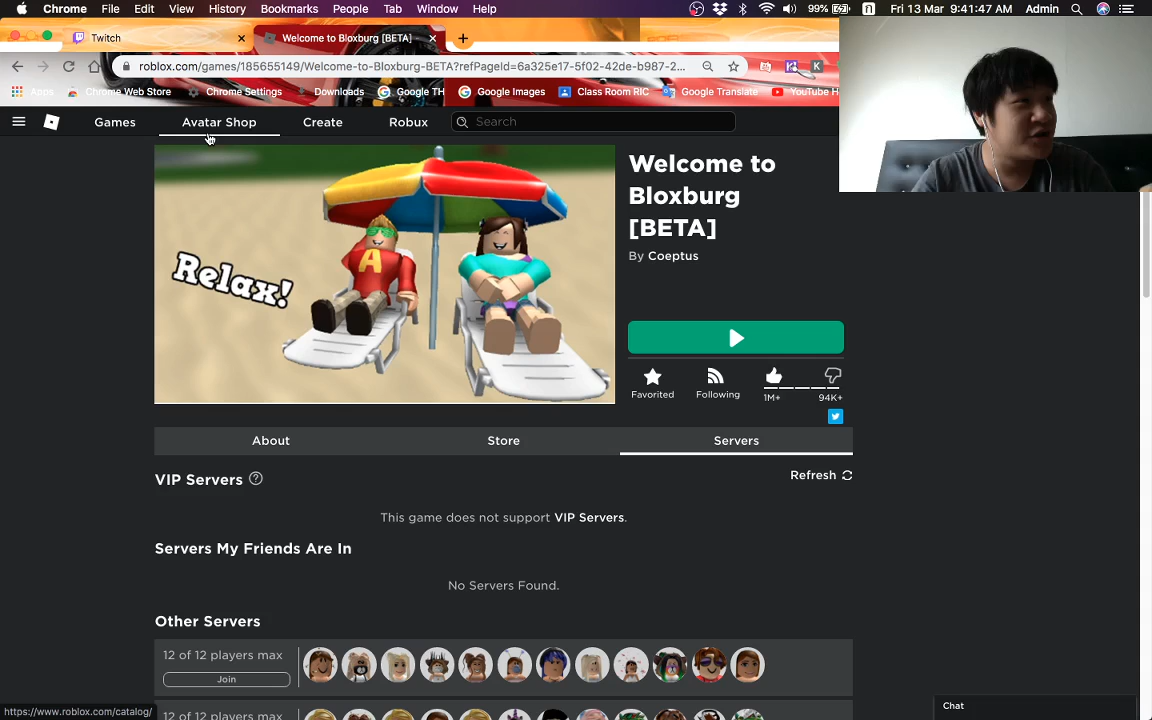 Chrome File Edit View History Bookmarks People Tab Window Help 99% Fri 13 Mar 9:41:47 AM Admin
Twitch Welcome to Bloxburg [BETA] -
roblox.com/games/185655149/Welcome-to-Bloxburg-BETA?refPageId=6a325e17-5f02-42de-b987-2...
Apps Chrome Web Store Chrome Settings Downloads Google TH Google Images Class Room RIC Google Translate YouTube H
Games Avatar Shop Create Roblox Search
Relax!
A
Welcome to
Bloxburg
[BETA]
By Coeptus
Favorited Following 1M+ 94K+
About Store Servers
VIP Servers Refresh
This game does not support VIP Servers.
Servers My Friends Are In
No Servers Found.
Other Servers
12 of 12 players max
Join
12 of 12 players max
https://www.roblox.com/catalog/
Chat